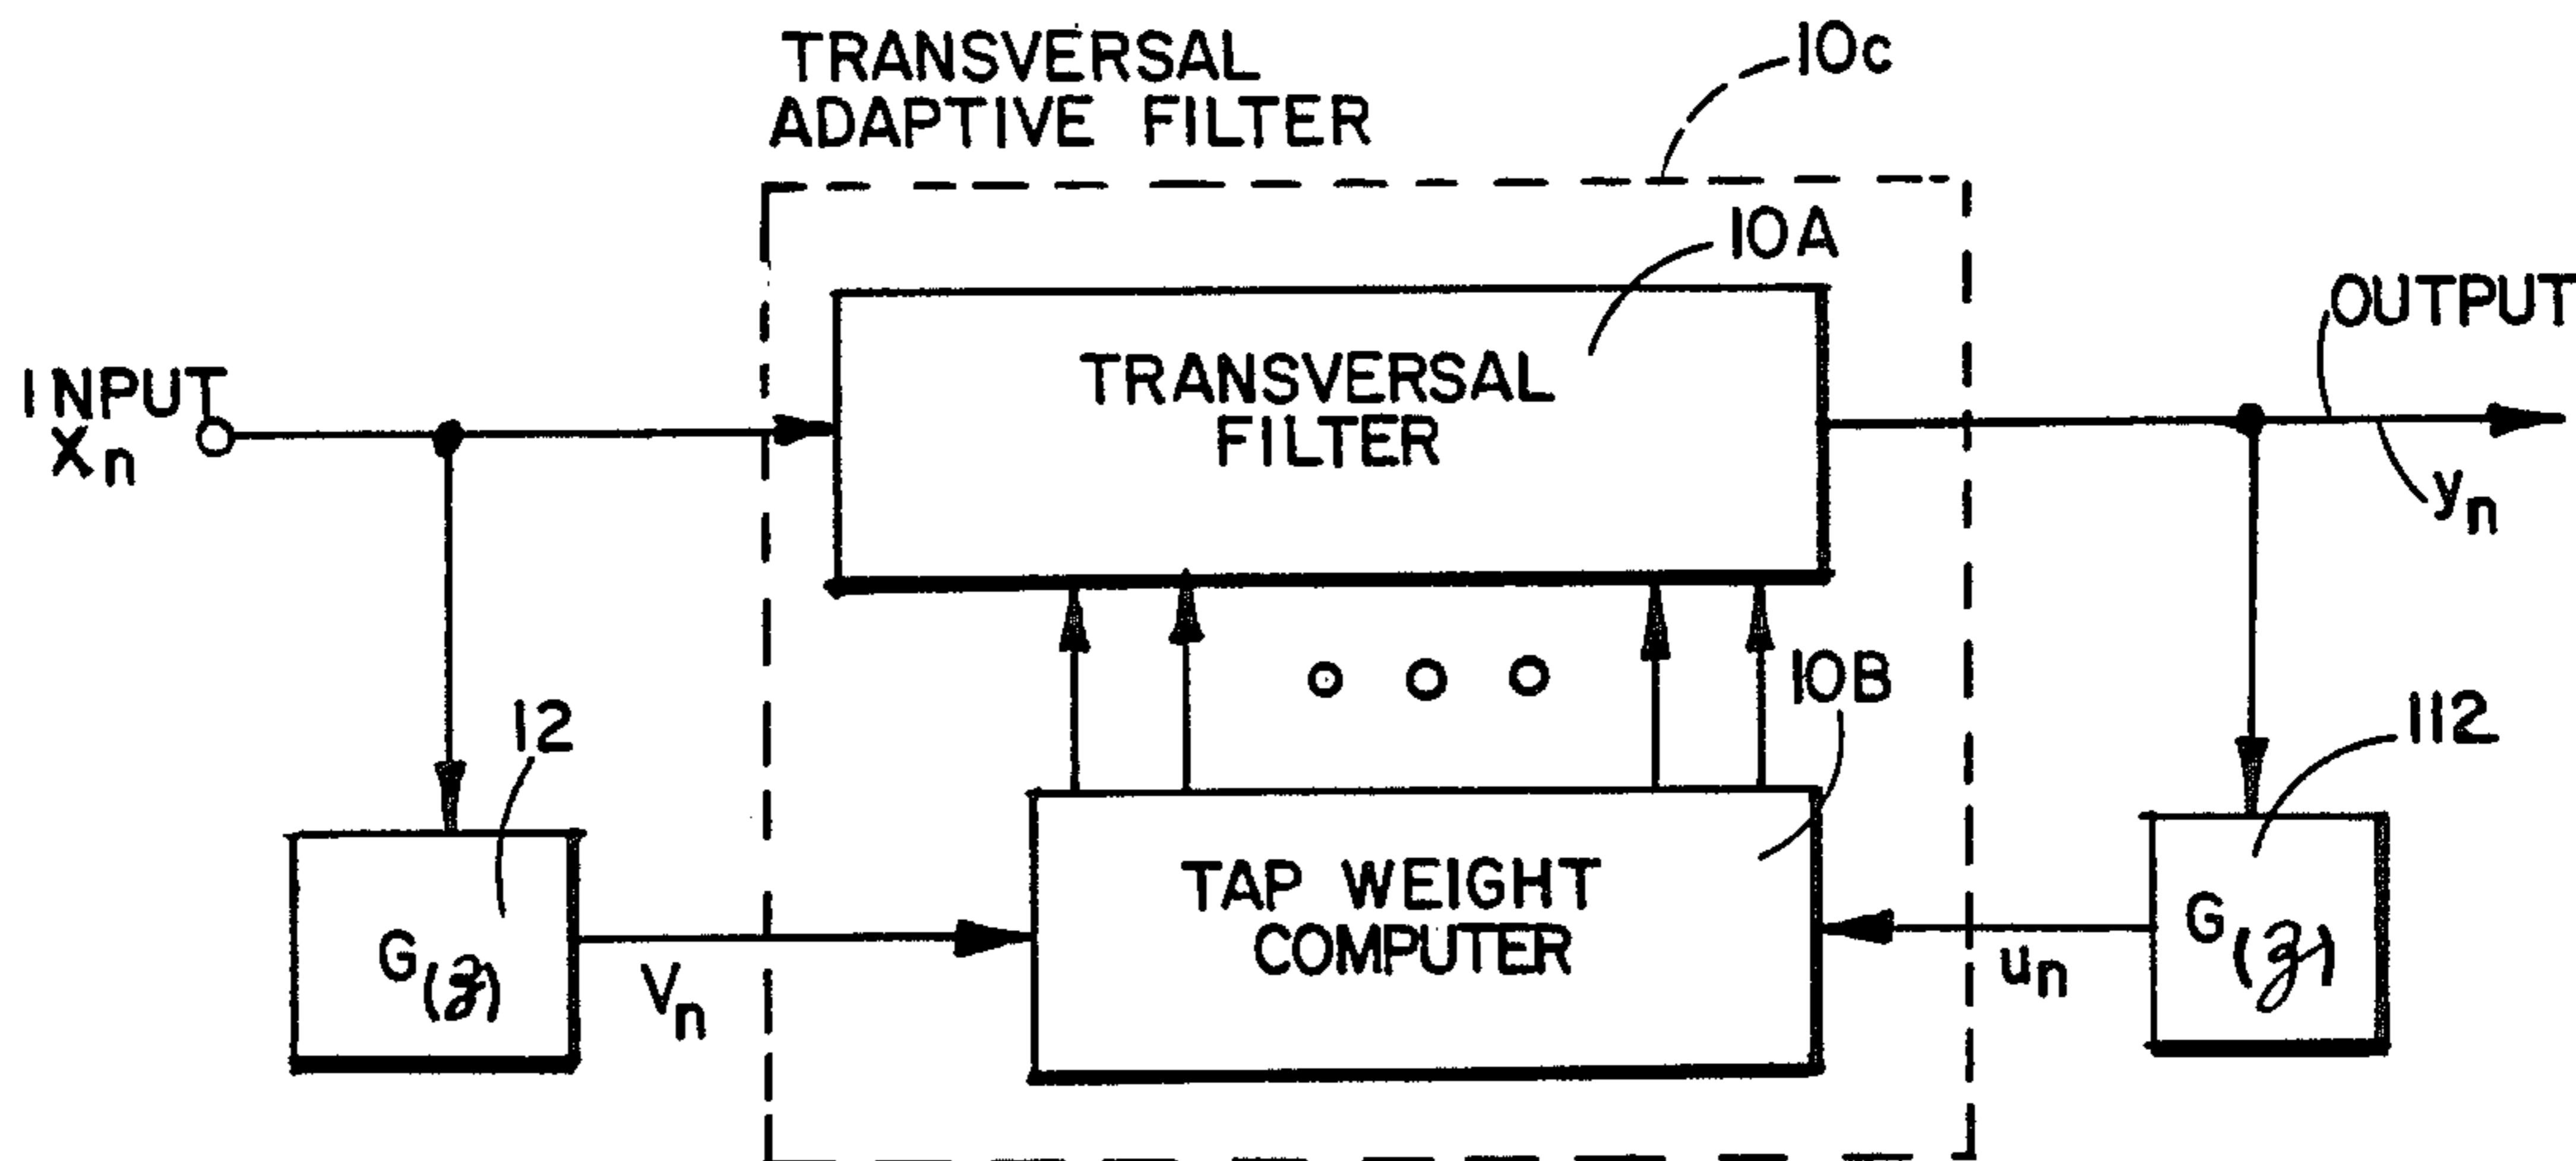 TRANSVERSAL
ADAPTIVE FILTER
10c
10A
OUTPUT
INPUT
Xn
TRANSVERSAL
FILTER
yn
12
10B
112
G(z)
Vn
TAP WEIGHT
COMPUTER
un
G(z)